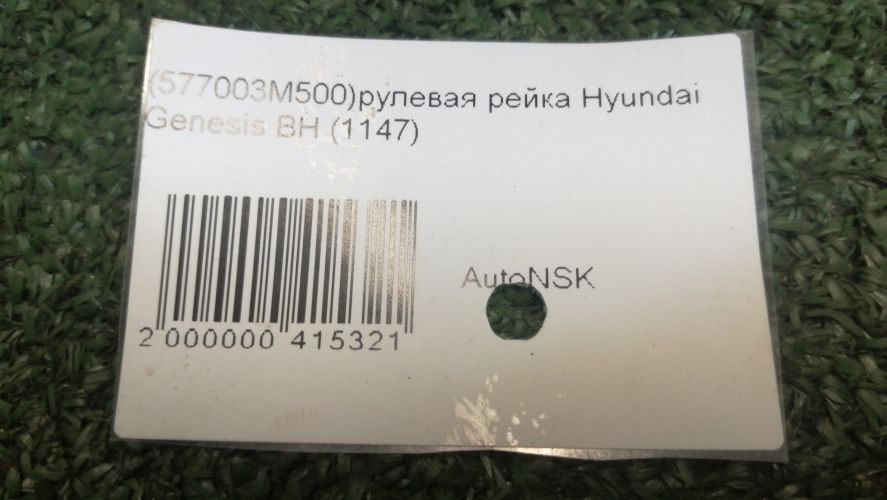 (577003M500)рулевая рейка Hyundai
Genesis BH (1147)
AutoNSK
2 000000 415321